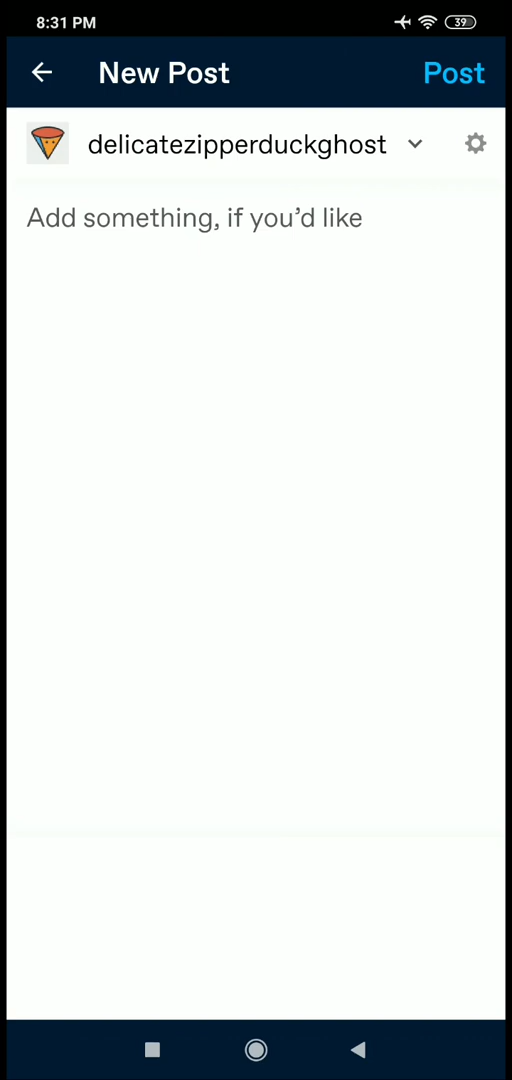 8:31 PM 39
New Post Post
delicatezipperduckghost
Add something, if you’d like